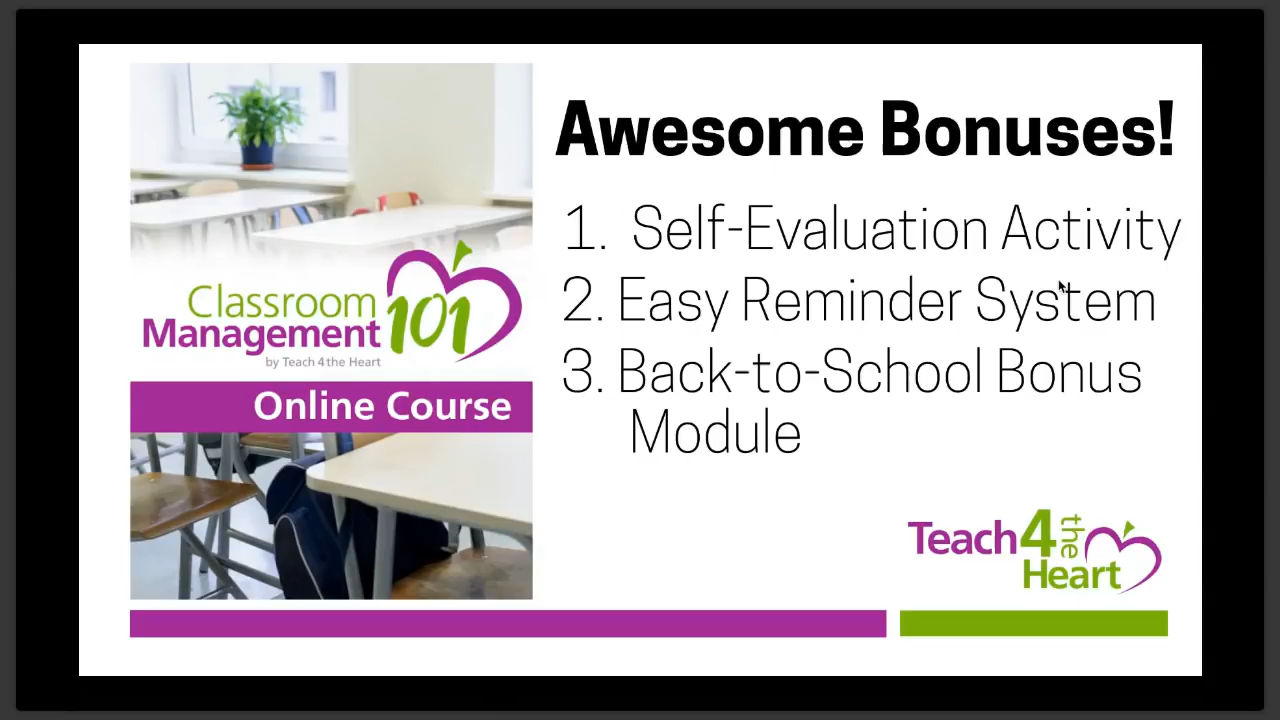 Awesome Bonuses!
1. Self-Evaluation Activity
2. Easy Reminder System
3. Back-to-School Bonus
Module
Classroom
Management 101
by Teach 4 the Heart
Online Course
Teach 4 the
Heart